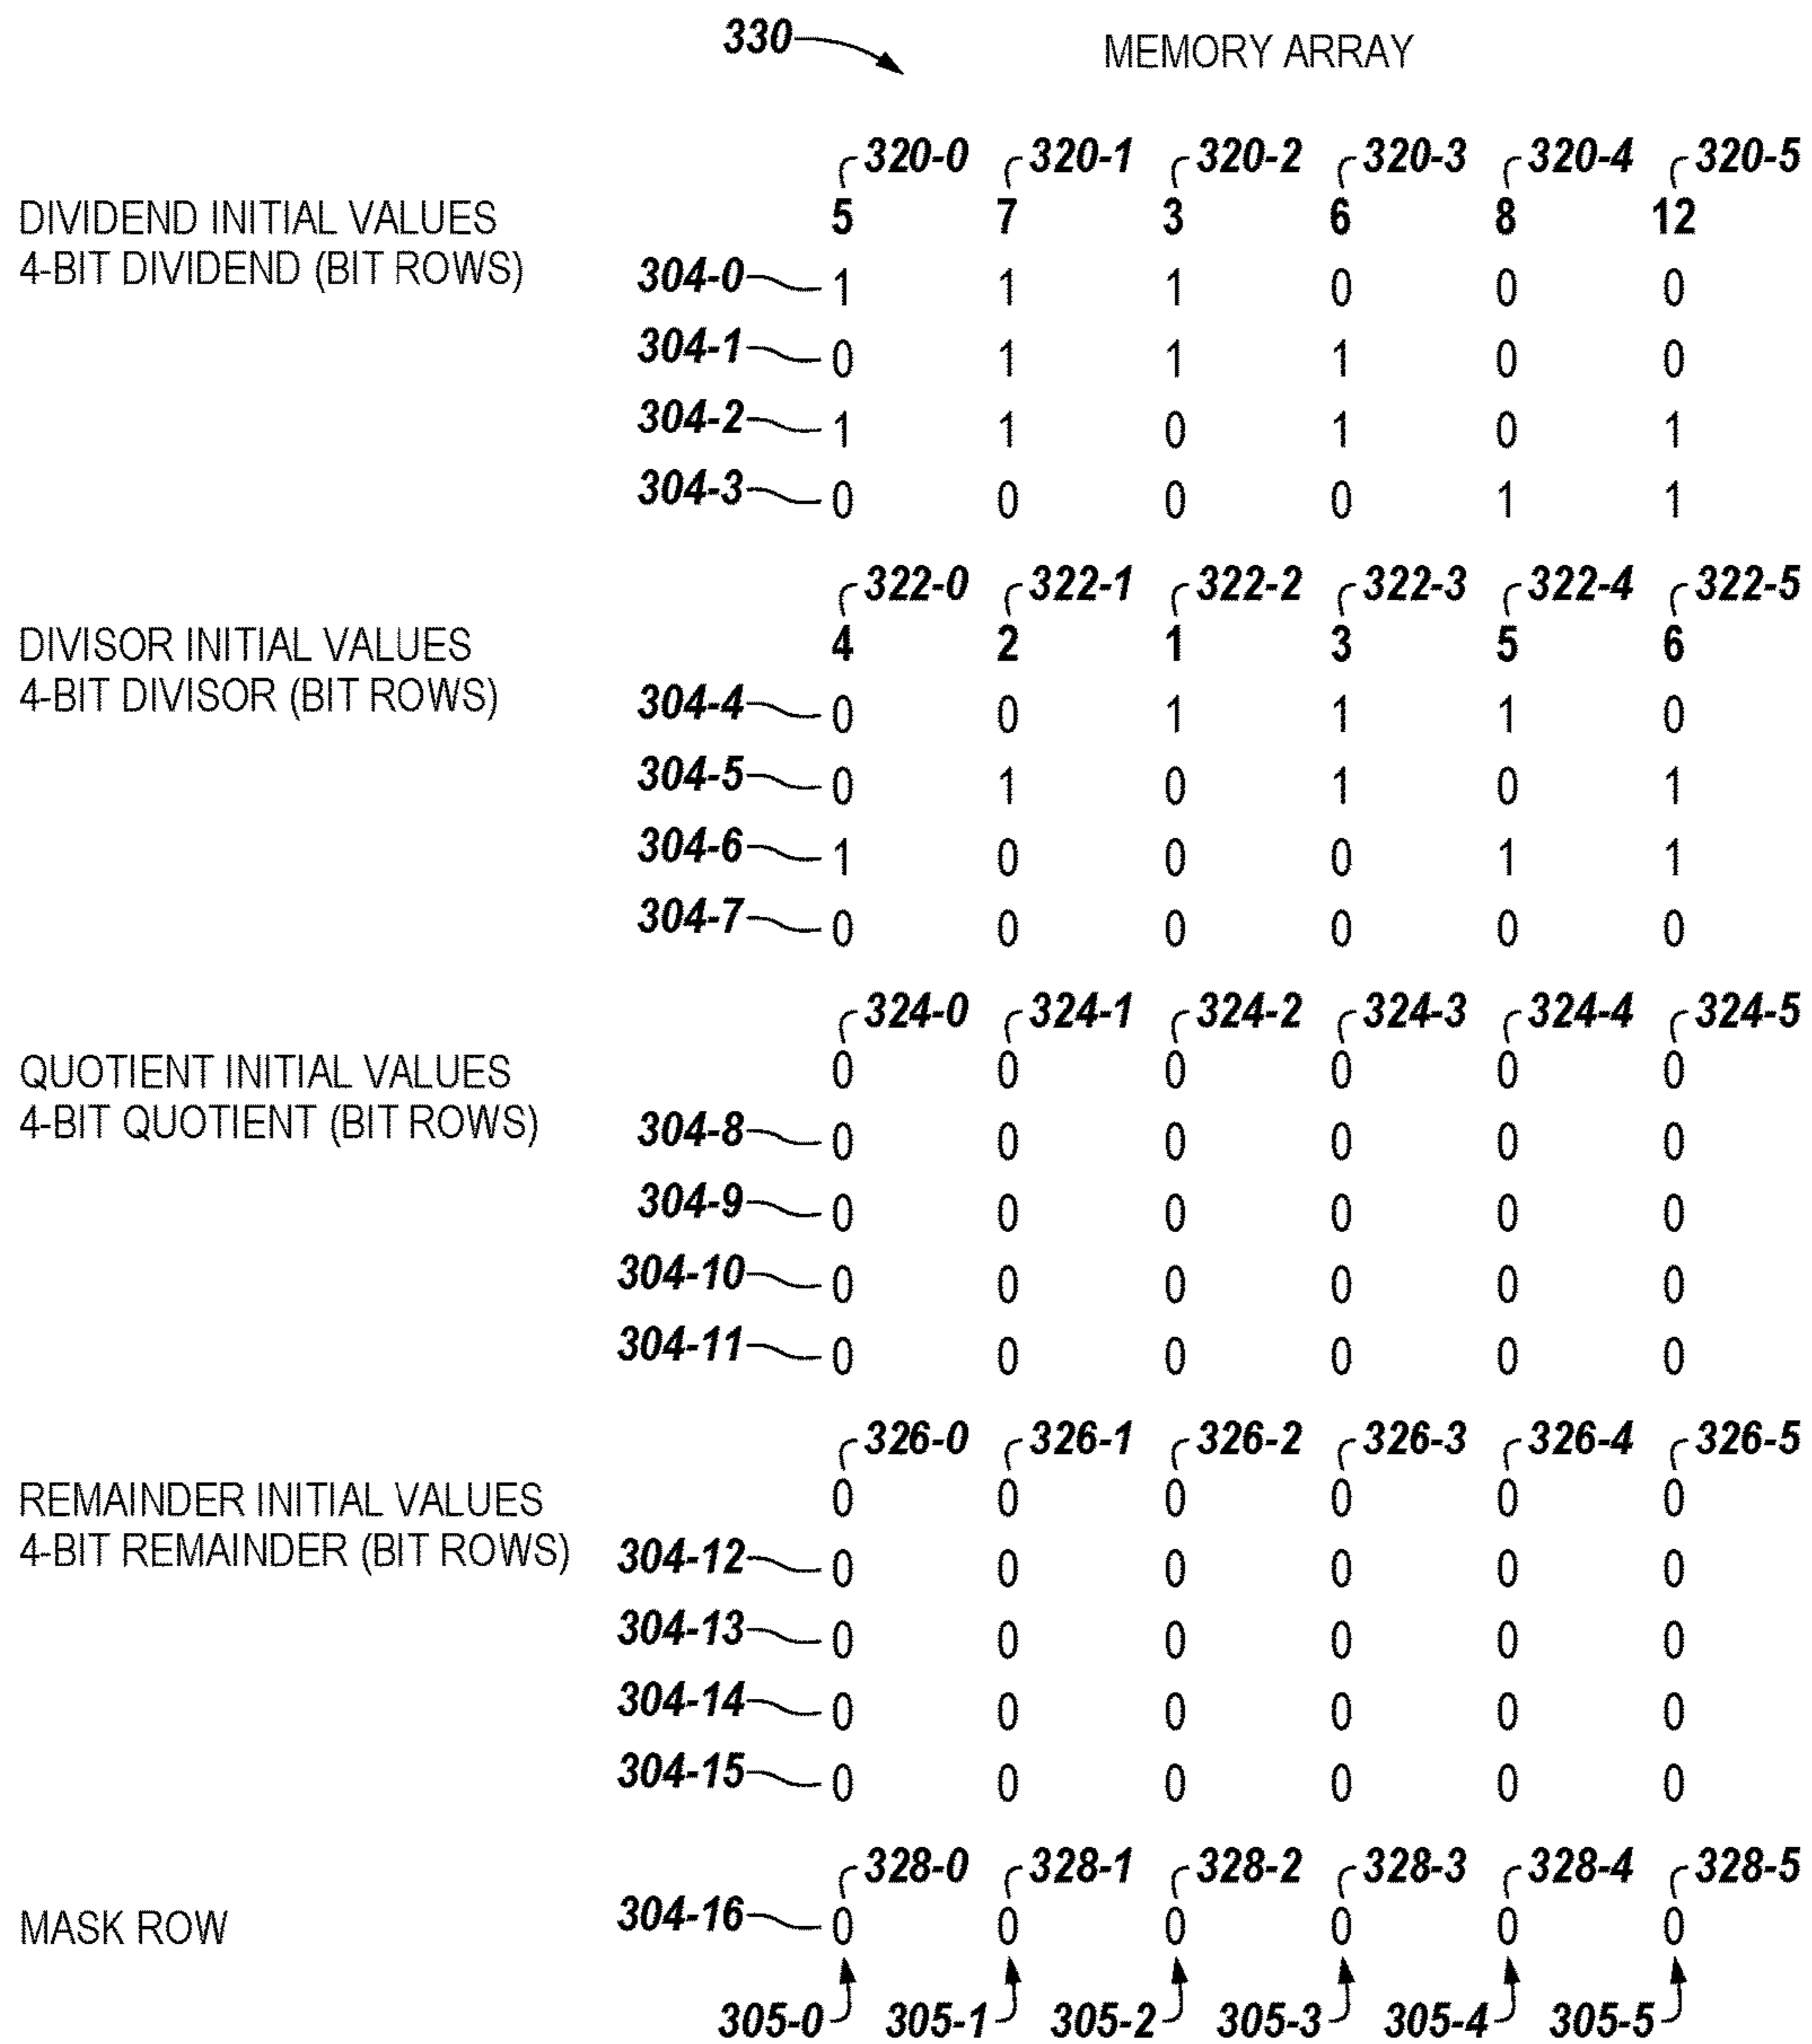 330 MEMORY ARRAY
320-0 320-1 320-2 320-3 320-4 320-5
DIVIDEND INITIAL VALUES 5 7 3 6 8 12
4-BIT DIVIDEND (BIT ROWS)
304-0 1 1 1 0 0 0
304-1 0 1 1 1 0 0
304-2 1 1 0 1 0 1
304-3 0 0 0 0 1 1
322-0 322-1 322-2 322-3 322-4 322-5
DIVISOR INITIAL VALUES 4 2 1 3 5 6
4-BIT DIVISOR (BIT ROWS)
304-4 0 0 1 1 1 0
304-5 0 1 0 1 0 1
304-6 1 0 0 0 1 1
304-7 0 0 0 0 0 0
324-0 324-1 324-2 324-3 324-4 324-5
QUOTIENT INITIAL VALUES 0 0 0 0 0 0
4-BIT QUOTIENT (BIT ROWS)
304-8 0 0 0 0 0 0
304-9 0 0 0 0 0 0
304-10 0 0 0 0 0 0
304-11 0 0 0 0 0 0
326-0 326-1 326-2 326-3 326-4 326-5
REMAINDER INITIAL VALUES 0 0 0 0 0 0
4-BIT REMAINDER (BIT ROWS)
304-12 0 0 0 0 0 0
304-13 0 0 0 0 0 0
304-14 0 0 0 0 0 0
304-15 0 0 0 0 0 0
328-0 328-1 328-2 328-3 328-4 328-5
MASK ROW 304-16 0 0 0 0 0 0
305-0 305-1 305-2 305-3 305-4 305-5